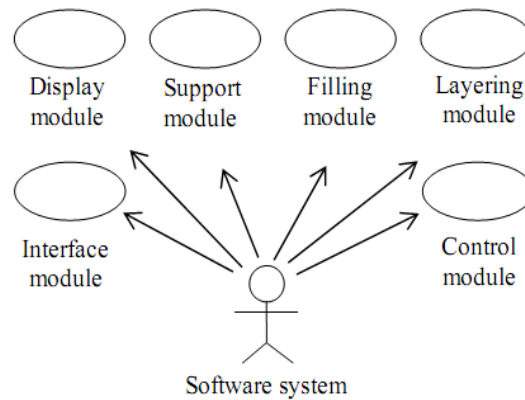 Display
module
Support
module
Filling
module
Layering
module
Interface
module
Control
module
Software system